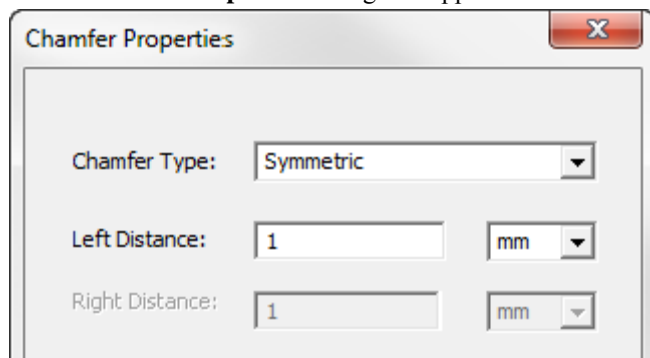 Chamfer Properties
Chamfer Type: Symmetric
Left Distance: 1 mm
Right Distance: 1 mm